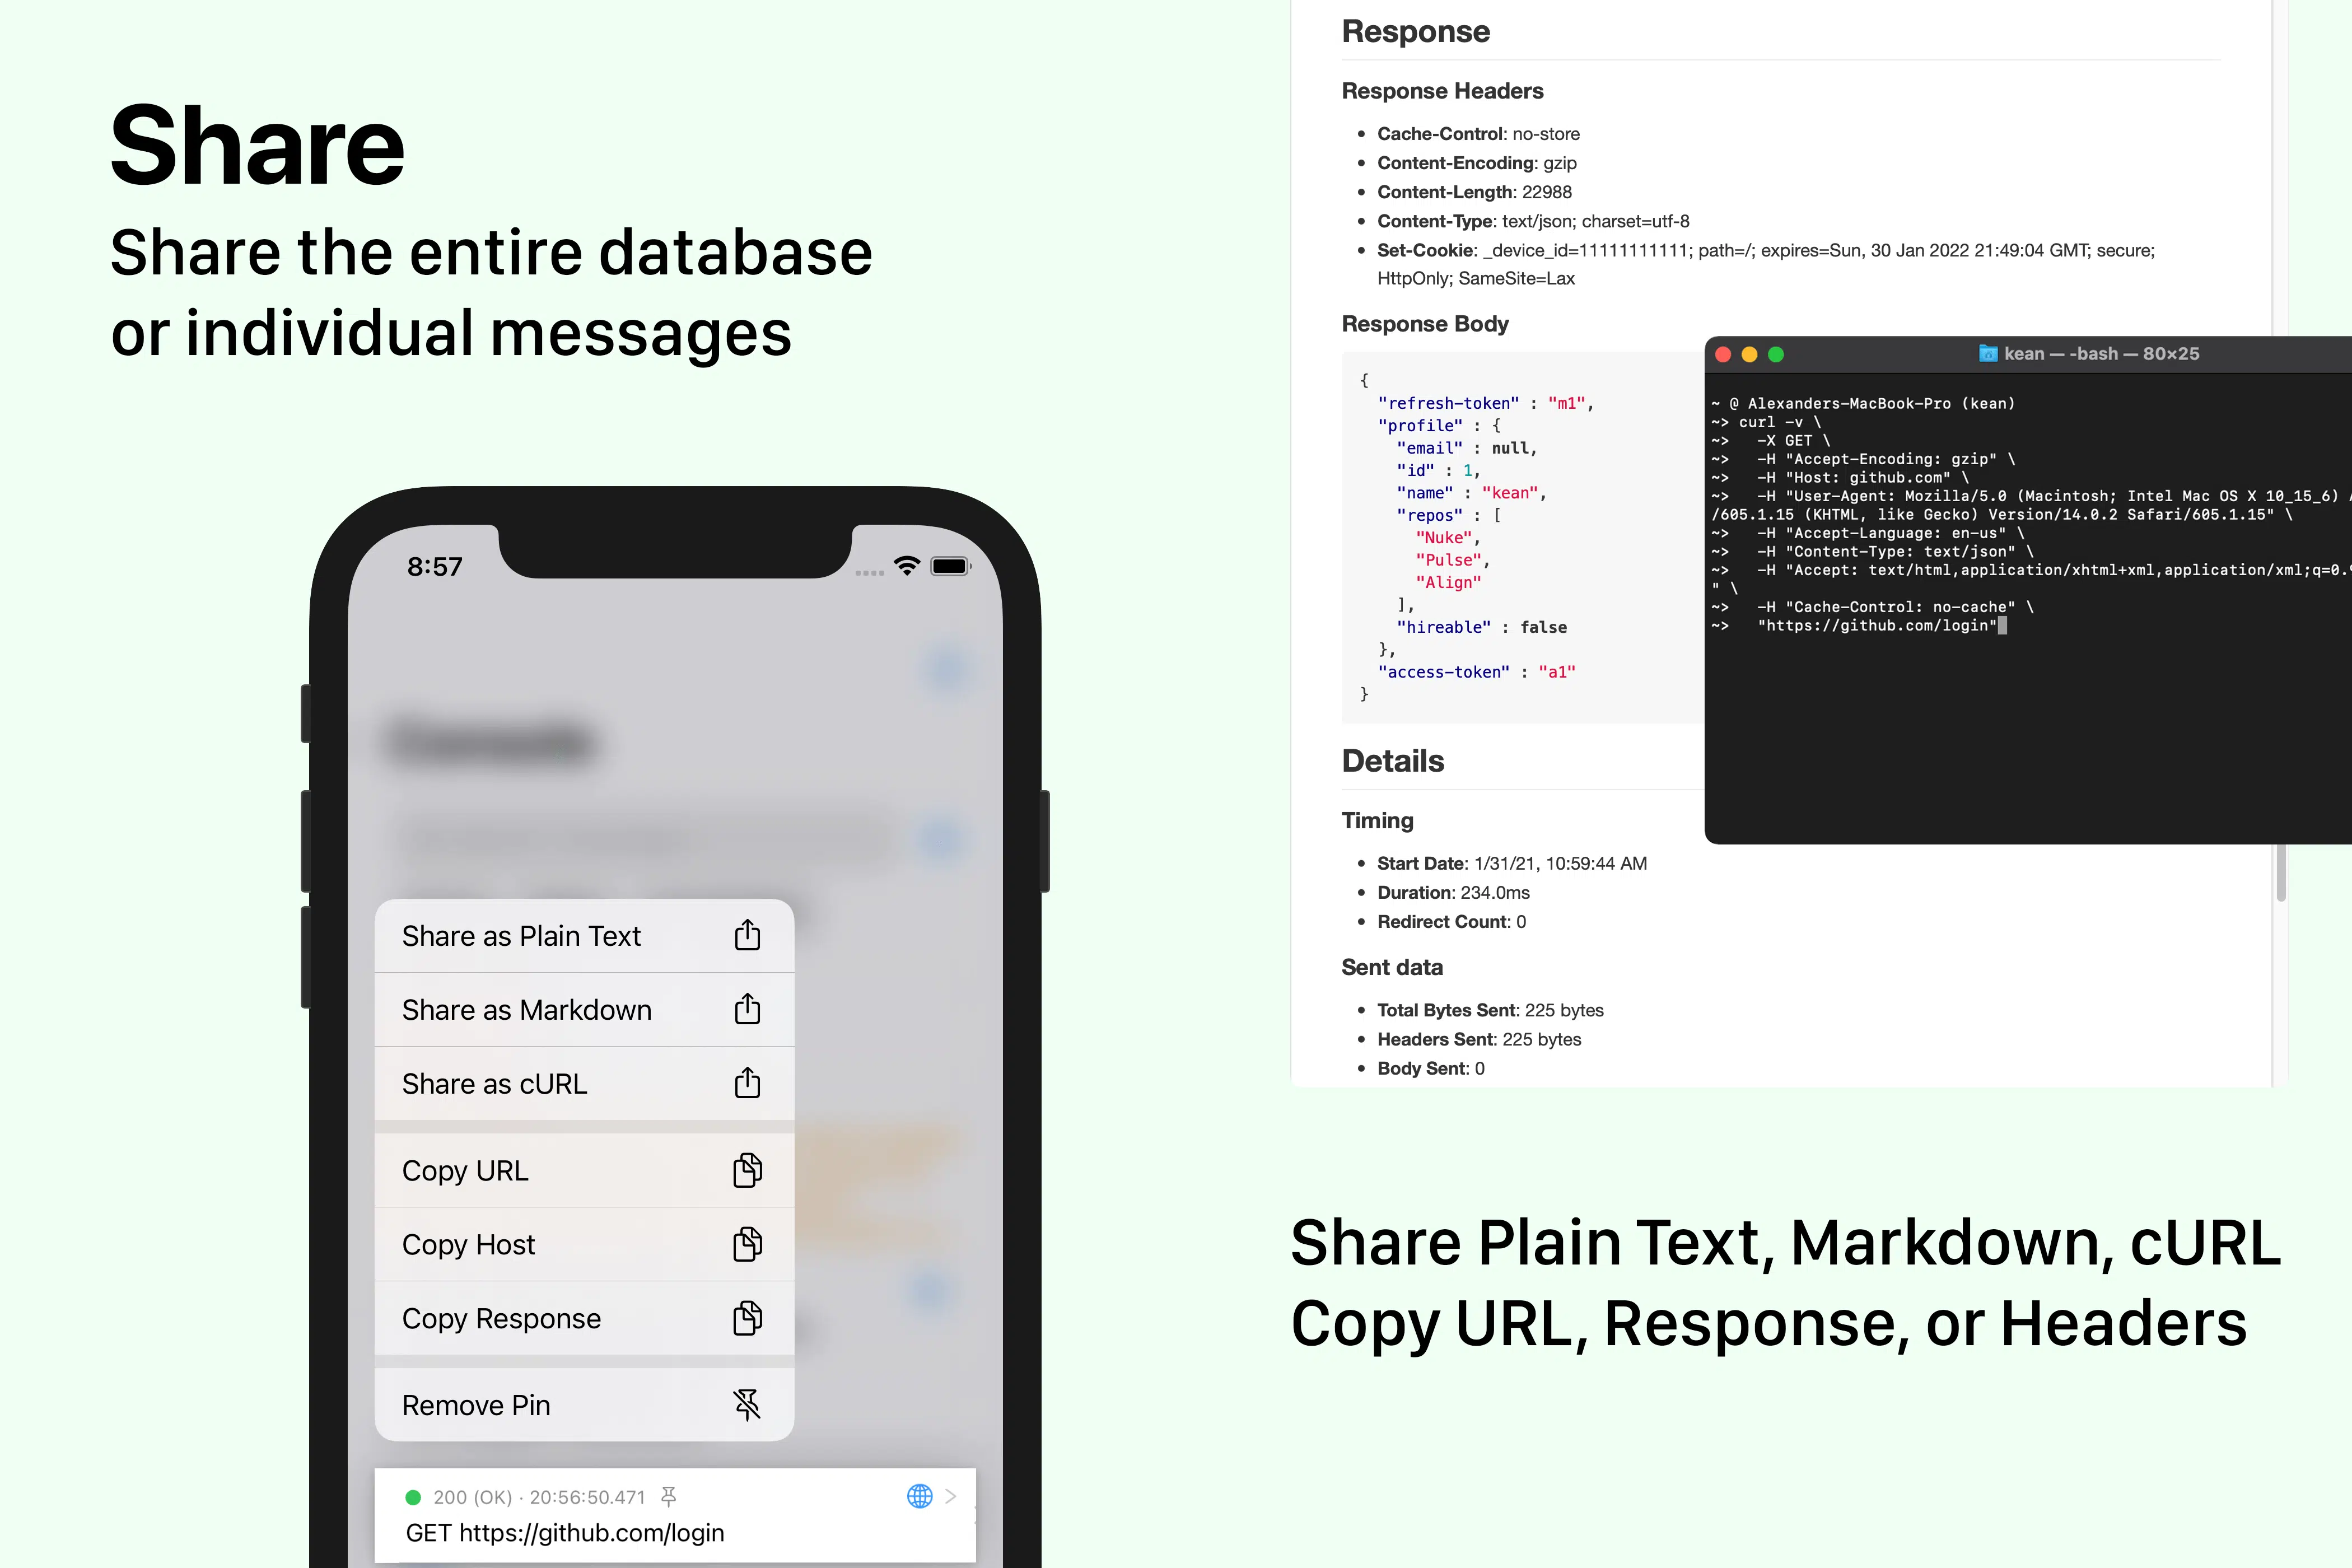 Share
Share the entire database
or individual messages
8:57
Share as Plain Text
Share as Markdown
Share as cURL
Copy URL
Copy Host
Copy Response
Remove Pin
200 (OK) · 20:56:50.471
GET https://github.com/login
Response
Response Headers
• Cache-Control: no-store
• Content-Encoding: gzip
• Content-Length: 22988
• Content-Type: text/json; charset=utf-8
• Set-Cookie: _device_id=11111111111; path=/; expires=Sun, 30 Jan 2022 21:49:04 GMT; secure;
HttpOnly; SameSite=Lax
Response Body
{
"refresh-token" : "m1",
"profile" : {
"email" : null,
"id" : 1,
"name" : "kean",
"repos" : [
"Nuke",
"Pulse",
"Align"
],
"hireable" : false
},
"access-token" : "a1"
}
Details
Timing
• Start Date: 1/31/21, 10:59:44 AM
• Duration: 234.0ms
• Redirect Count: 0
Sent data
• Total Bytes Sent: 225 bytes
• Headers Sent: 225 bytes
• Body Sent: 0
kean — -bash — 80×25
~ @ Alexanders-MacBook-Pro (kean)
~> curl -v \
~> -X GET \
~> -H "Accept-Encoding: gzip" \
~> -H "Host: github.com" \
~> -H "User-Agent: Mozilla/5.0 (Macintosh; Intel Mac OS X 10_15_6)
/605.1.15 (KHTML, like Gecko) Version/14.0.2 Safari/605.1.15" \
~> -H "Accept-Language: en-us" \
~> -H "Content-Type: text/json" \
~> -H "Accept: text/html,application/xhtml+xml,application/xml;q=0.
" \
~> -H "Cache-Control: no-cache" \
~> "https://github.com/login"
Share Plain Text, Markdown, cURL
Copy URL, Response, or Headers